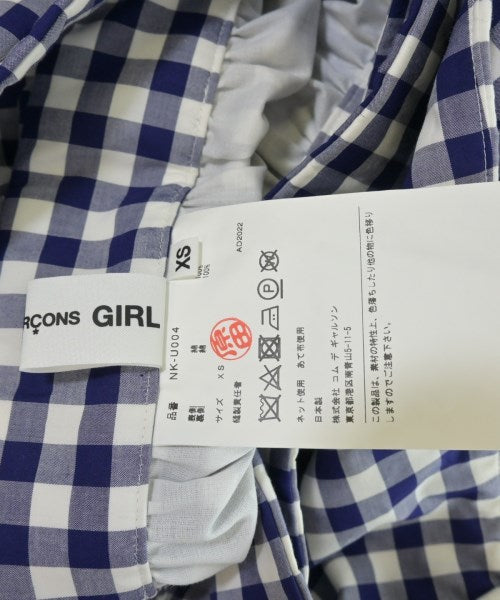 RÇONS GIRL
*
XS
100%
AD2022
品番 NK-U004
表側 綿
裏側 綿
サイズ XS
縫製責任者
ネット使用 あて布使用
日本製
株式会社 コム デ ギャルソン
東京都港区南青山5-11-5
この製品は、素材の特性上、色落ちしたり他の物に色移り
しますのでご注意下さい。